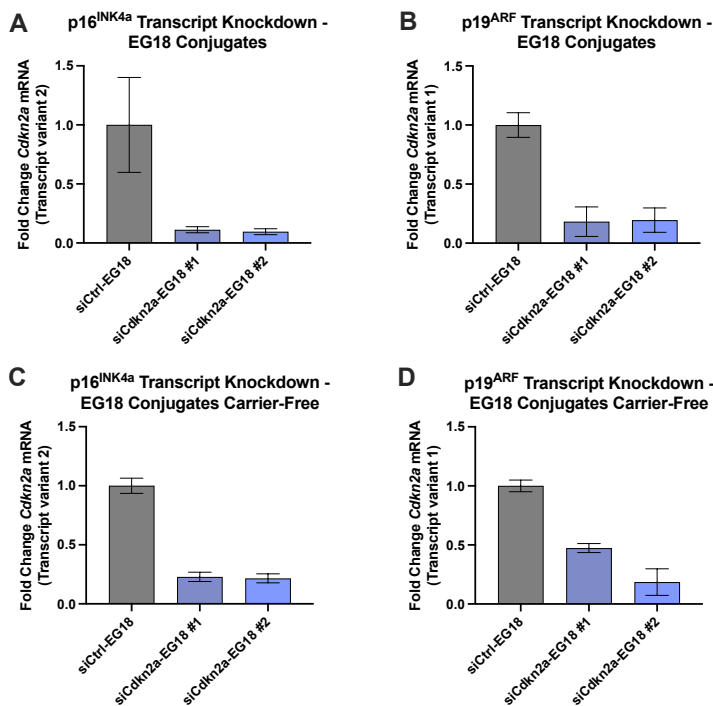 A
p16INK4a Transcript Knockdown -
EG18 Conjugates
Fold Change Cdkn2a mRNA
(Transcript variant 2)
1.5
1.0
0.5
0.0
siCtrl-EG18
siCdkn2a-EG18 #1
siCdkn2a-EG18 #2
B
p19ARF Transcript Knockdown -
EG18 Conjugates
Fold Change Cdkn2a mRNA
(Transcript variant 1)
1.5
1.0
0.5
0.0
siCtrl-EG18
siCdkn2a-EG18 #1
siCdkn2a-EG18 #2
C
p16INK4a Transcript Knockdown -
EG18 Conjugates Carrier-Free
Fold Change Cdkn2a mRNA
(Transcript variant 2)
1.5
1.0
0.5
0.0
siCtrl-EG18
siCdkn2a-EG18 #1
siCdkn2a-EG18 #2
D
p19ARF Transcript Knockdown -
EG18 Conjugates Carrier-Free
Fold Change Cdkn2a mRNA
(Transcript variant 1)
1.5
1.0
0.5
0.0
siCtrl-EG18
siCdkn2a-EG18 #1
siCdkn2a-EG18 #2